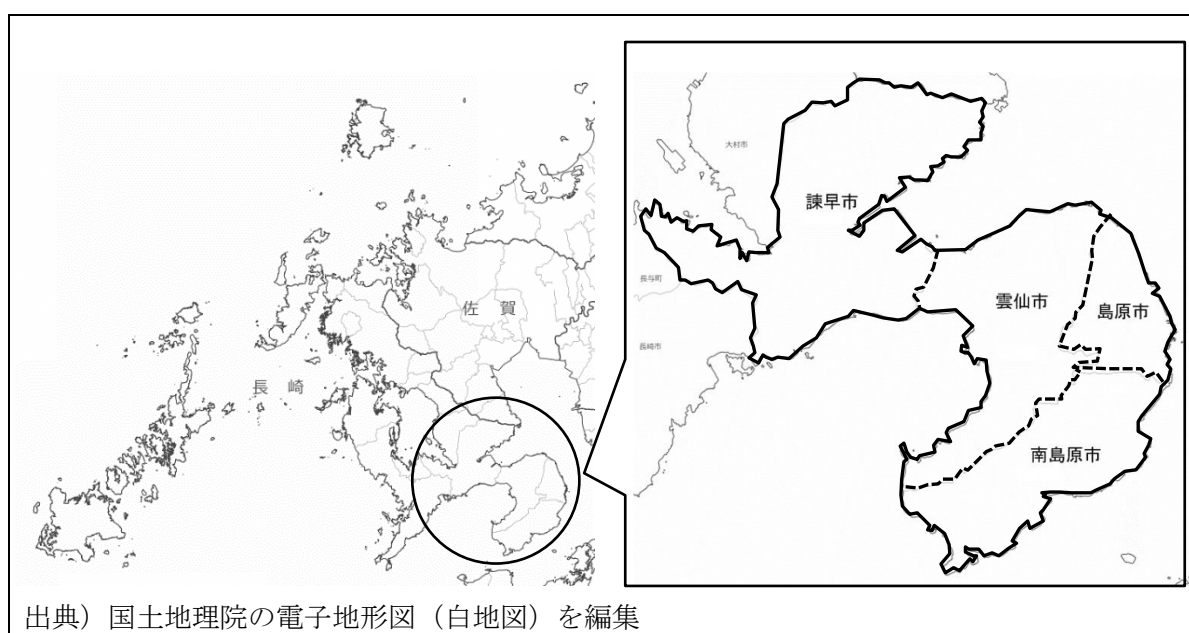 佐 賀
長 崎
大村市
諫早市
長与町
長崎市
雲仙市
島原市
南島原市
出典）国土地理院の電子地形図（白地図）を編集